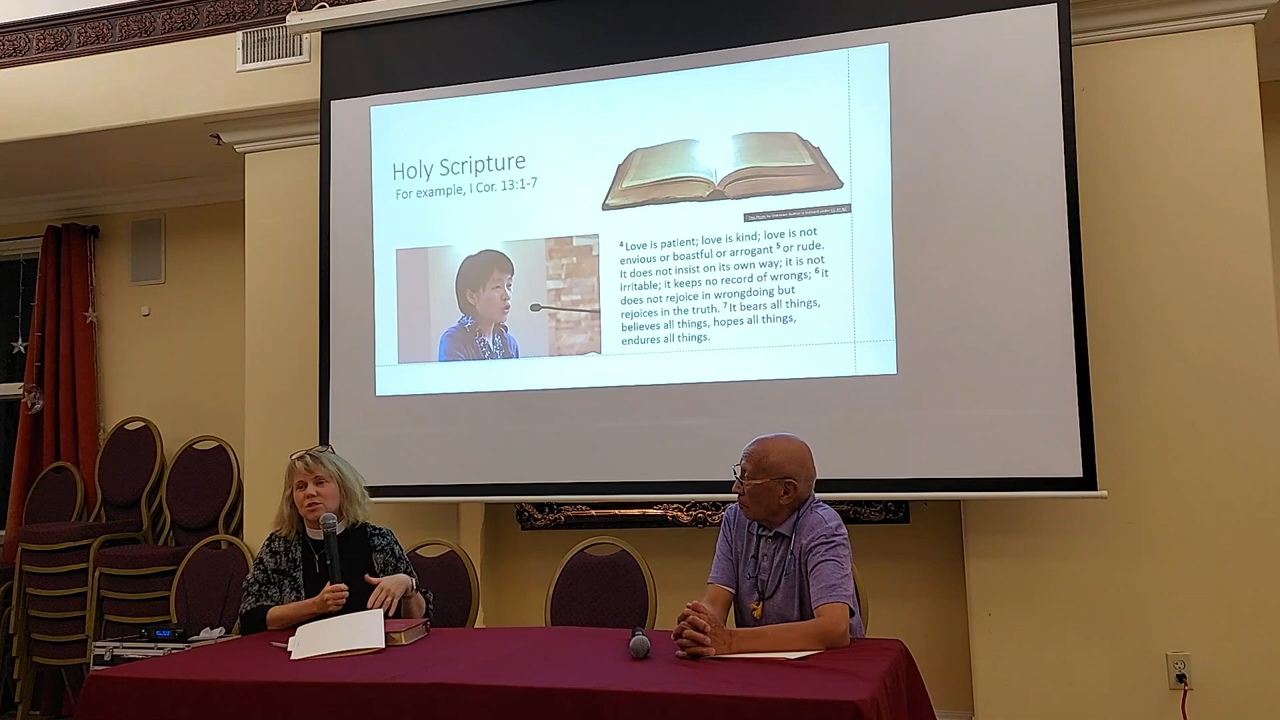 Holy Scripture
For example, I Cor. 13:1-7
4 Love is patient; love is kind; love is not
envious or boastful or arrogant 5 or rude.
It does not insist on its own way; it is not
irritable; it keeps no record of wrongs; 6 it
does not rejoice in wrongdoing but
rejoices in the truth. 7 It bears all things,
believes all things, hopes all things,
endures all things.